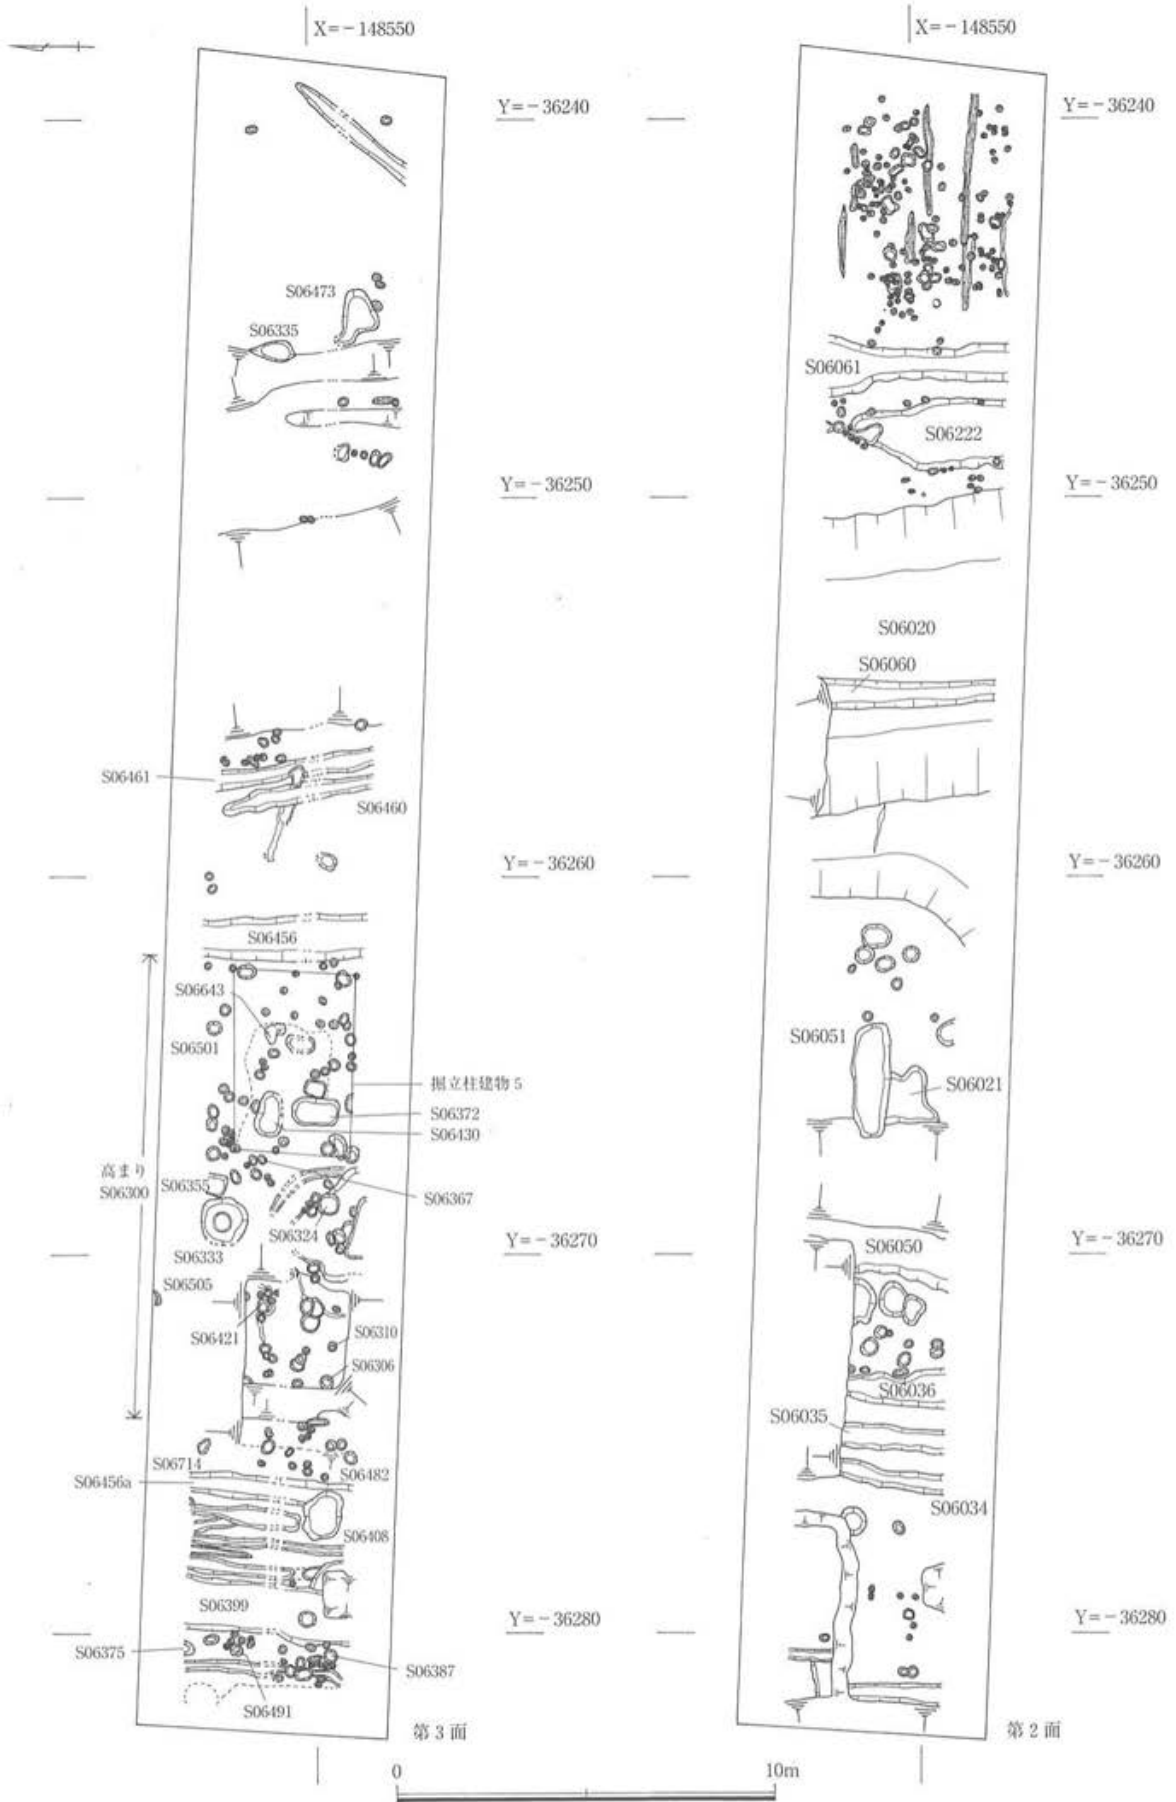 X=-148550
Y=-36240
S06473
S06335
Y=-36250
S06461
S06460
Y=-36260
S06456
S06643
S06501
掘立柱建物 5
S06372
S06430
高まり
S06300
S06355
S06367
S06324
S06333
Y=-36270
S06505
S06421
S06310
S06306
S06714
S06482
S06456a
S06408
S06399
Y=-36280
S06375
S06387
S06491
第 3 面
X=-148550
Y=-36240
S06061
S06222
Y=-36250
S06020
S06060
Y=-36260
S06051
S06021
Y=-36270
S06050
S06036
S06035
S06034
Y=-36280
第 2 面
0
10m